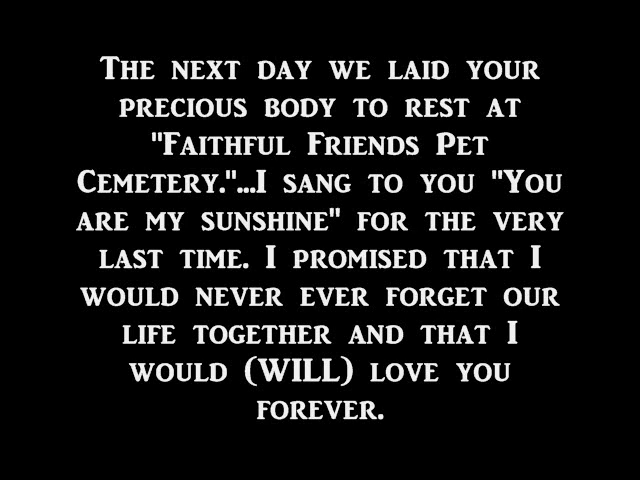 The next day we laid your
precious body to rest at
"Faithful Friends Pet
Cemetery."...I sang to you "You
are my sunshine" for the very
last time. I promised that I
would never ever forget our
life together and that I
would (WILL) love you
forever.